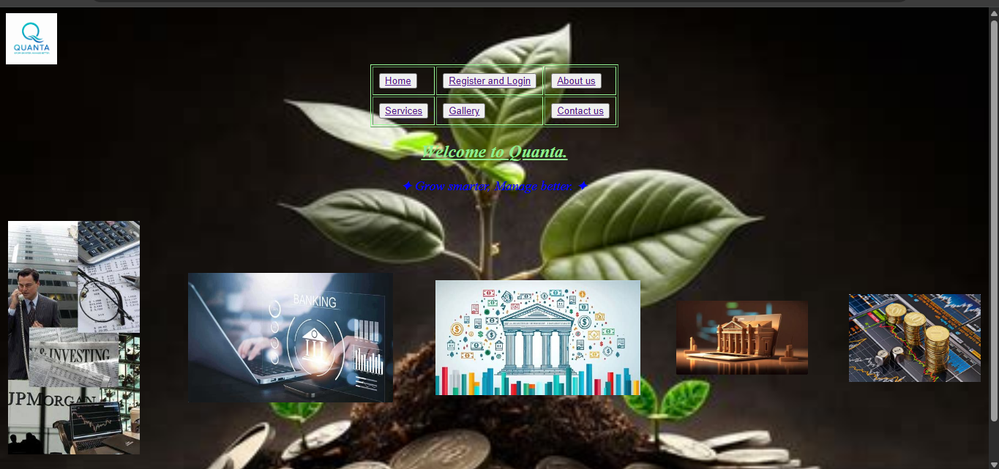 QUANTA
Home
Register and Login
About us
Services
Gallery
Contact us
Welcome to Quanta.
✦ Grow smarter, Manage better. ✦
BANKING
& INVESTING
JPMORGAN